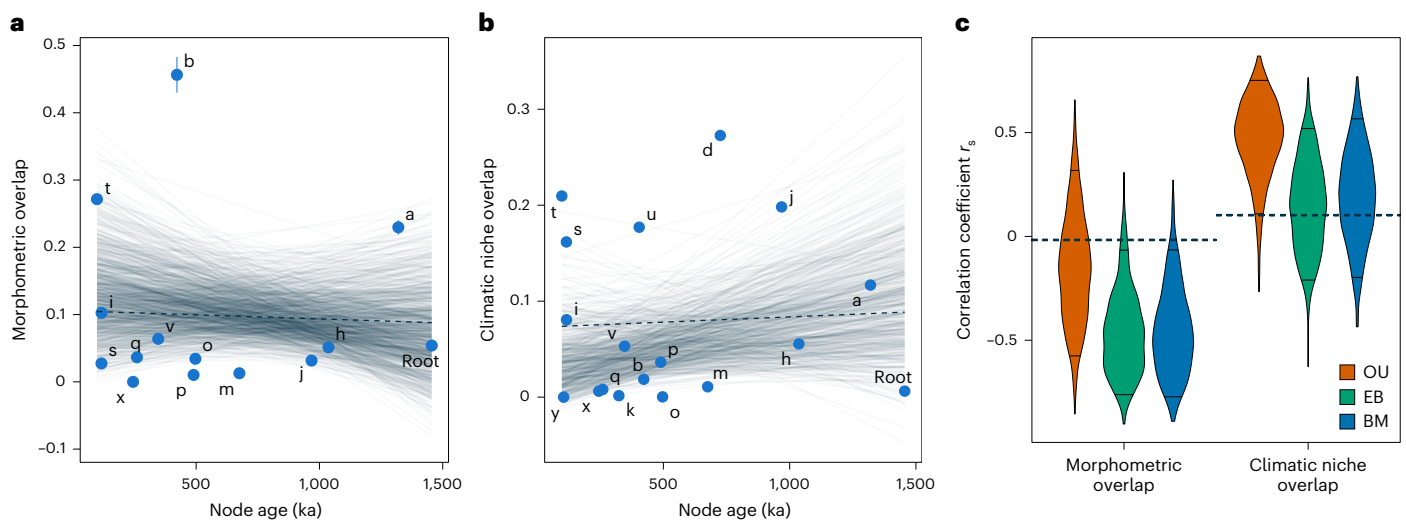 a
0.5
0.4
0.3
0.2
0.1
0
–0.1
Morphometric overlap
b
t
a
i
s
q
v
x
o
p
m
j
h
Root
500
1,000
1,500
Node age (ka)
b
0.3
0.2
0.1
0
Climatic niche overlap
d
t
s
u
j
i
a
v
b
p
h
q
m
Root
y
x
k
o
500
1,000
1,500
Node age (ka)
c
0.5
0
–0.5
Correlation coefficient rs
OU
EB
BM
Morphometric
overlap
Climatic niche
overlap